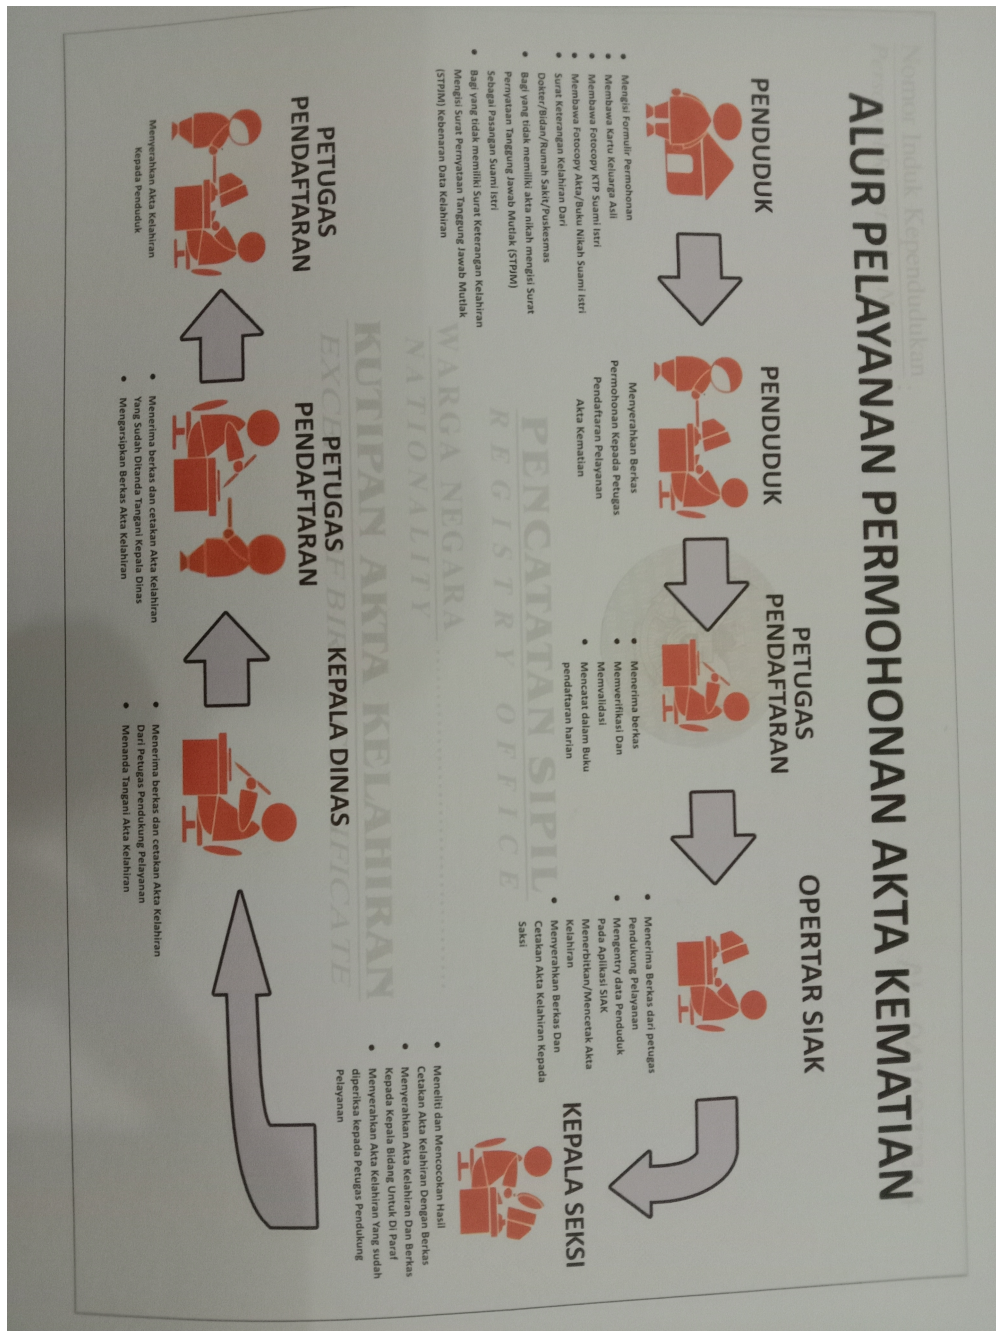 ALUR PELAYANAN PERMOHONAN AKTA KEMATIAN
PENDUDUK
• Mengisi Formulir Permohonan
• Membawa Kartu Keluarga Asli
• Membawa Fotocopy KTP Suami Istri
• Membawa Fotocopy Akta/Buku Nikah Suami Istri
• Surat Keterangan Kelahiran Dari
Dokter/Bidan/Rumah Sakit/Puskesmas
• Bagi yang tidak memiliki akta nikah mengisi Surat
Pernyataan Tanggung Jawab Mutlak (STPJM)
Sebagai Pasangan Suami Istri
• Bagi yang tidak memiliki Surat Keterangan Kelahiran
Mengisi Surat Pernyataan Tanggung Jawab Mutlak
(STPJM) Kebenaran Data Kelahiran
PENDUDUK
Menyerahkan Berkas
Permohonan Kepada Petugas
Pendaftaran Pelayanan
Akta Kematian
PETUGAS
PENDAFTARAN
• Menerima berkas
• Memverifikasi Dan
Memvalidasi
• Mencatat dalam Buku
pendaftaran harian
OPERTAR SIAK
• Menerima Berkas dari petugas
Pendukung Pelayanan
• Mengentry data Penduduk
Pada Aplikasi SIAK
Menerbitkan/Mencetak Akta
Kelahiran
• Menyerahkan Berkas Dan
Cetakan Akta Kelahiran Kepada
Saksi
KEPALA SEKSI
• Meneliti dan Mencocokan Hasil
Cetakan Akta Kelahiran Dengan Berkas
• Menyerahkan Akta Kelahiran Dan Berkas
Kepada Kepala Bidang Untuk Di Paraf
• Menyerahkan Akta Kelahiran Yang sudah
diperiksa kepada Petugas Pendukung
Pelayanan
KEPALA DINAS
• Menerima berkas dan cetakan Akta Kelahiran
Dari Petugas Pendukung Pelayanan
• Menanda Tangani Akta Kelahiran
PETUGAS
PENDAFTARAN
• Menerima berkas dan cetakan Akta Kelahiran
Yang Sudah Ditanda Tangani Kepala Dinas
• Mengarsipkan Berkas Akta Kelahiran
PETUGAS
PENDAFTARAN
Menyerahkan Akta Kelahiran
Kepada Penduduk
PENCATATAN SIPIL
REGISTRY OFFICE
WARGA NEGARA
NATIONALITY
KUTIPAN AKTA KELAHIRAN